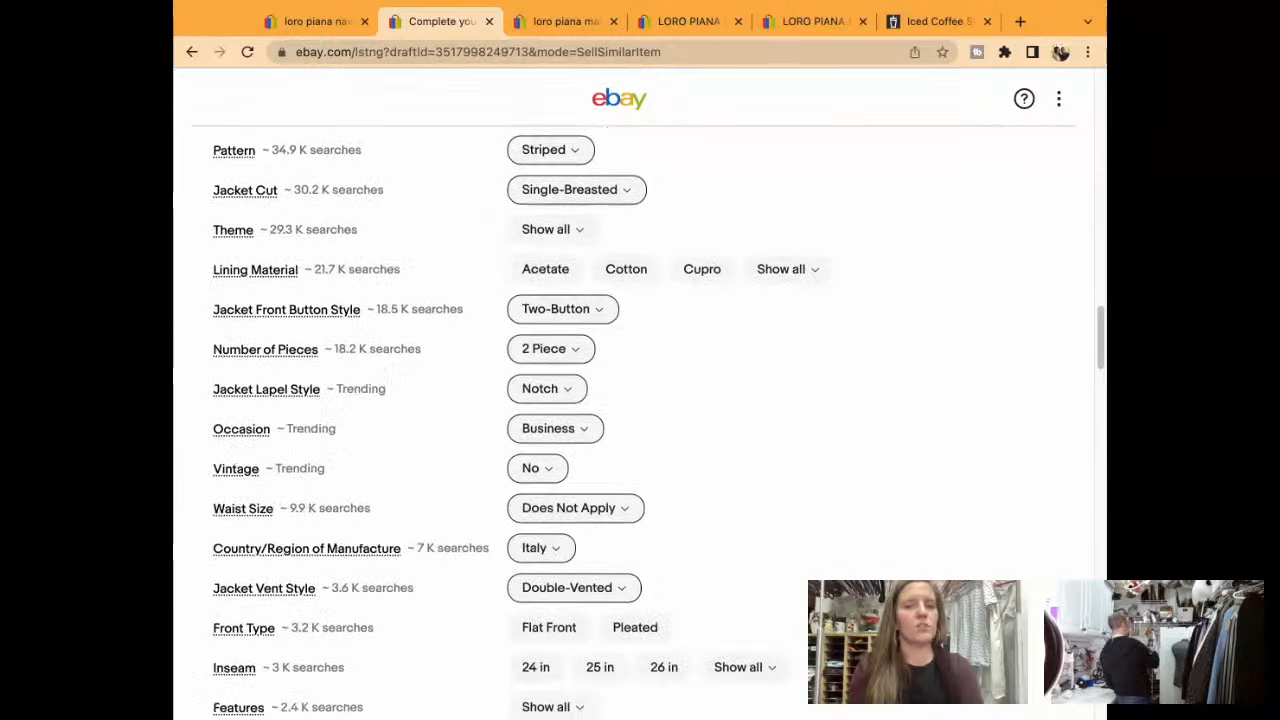 loro piana na
Complete you
loro piana ma
LORO PIANA
LORO PIANA
Iced Coffee S
ebay.com/lstng?draftId=3517998249713&mode=SellSimilarItem
ebay
Pattern ~ 34.9 K searches Striped
Jacket Cut ~ 30.2 K searches Single-Breasted
Theme ~ 29.3 K searches Show all
Lining Material ~ 21.7 K searches Acetate Cotton Cupro Show all
Jacket Front Button Style ~ 18.5 K searches Two-Button
Number of Pieces ~ 18.2 K searches 2 Piece
Jacket Lapel Style ~ Trending Notch
Occasion ~ Trending Business
Vintage ~ Trending No
Waist Size ~ 9.9 K searches Does Not Apply
Country/Region of Manufacture ~ 7 K searches Italy
Jacket Vent Style ~ 3.6 K searches Double-Vented
Front Type ~ 3.2 K searches Flat Front Pleated
Inseam ~ 3 K searches 24 in 25 in 26 in Show all
Features ~ 2.4 K searches Show all